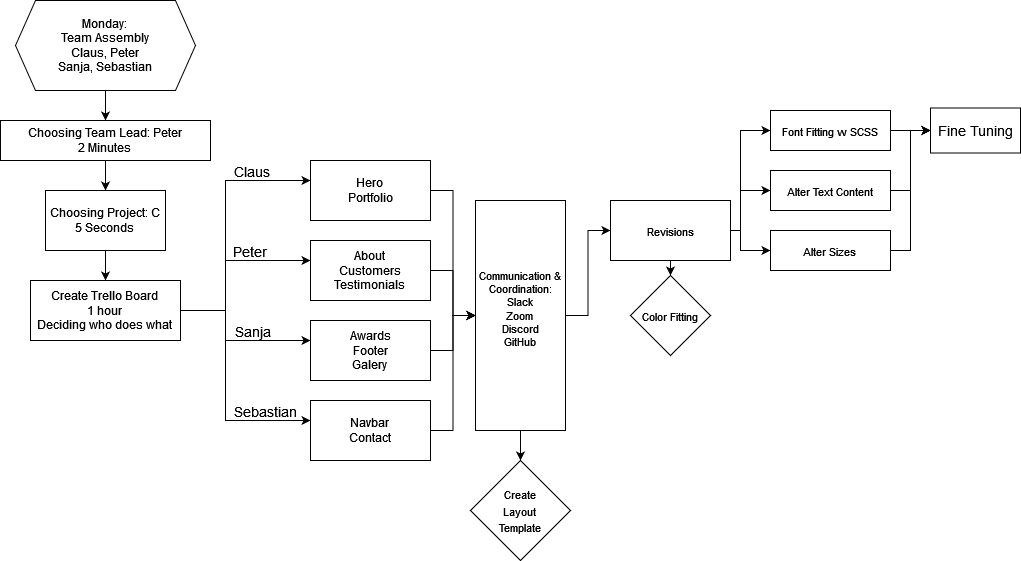 Monday:
Team Assembly
Claus, Peter
Sanja, Sebastian
Choosing Team Lead: Peter
2 Minutes
Choosing Project: C
5 Seconds
Create Trello Board
1 hour
Deciding who does what
Claus
Hero
Portfolio
Peter
About
Customers
Testimonials
Sanja
Awards
Footer
Galery
Sebastian
Navbar
Contact
Communication &
Coordination:
Slack
Zoom
Discord
GitHub
Create
Layout
Template
Revisions
Color Fitting
Font Fitting w SCSS
Alter Text Content
Alter Sizes
Fine Tuning